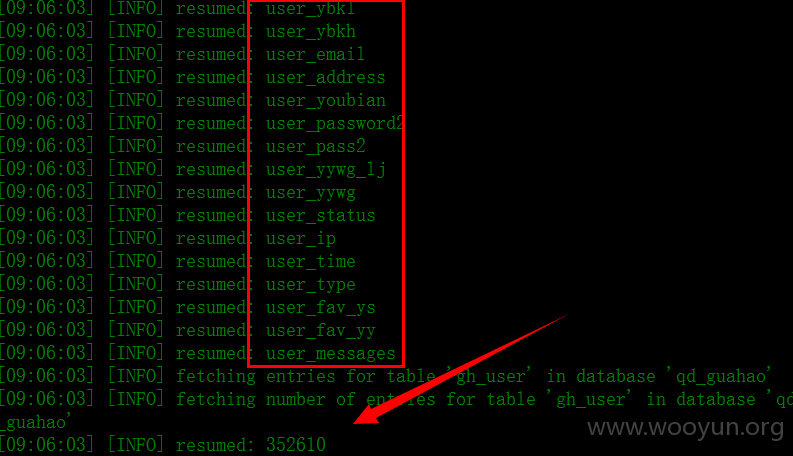 [09:06:03] [INFO] resumed: user_ybkl
[09:06:03] [INFO] resumed: user_ybkh
[09:06:03] [INFO] resumed: user_email
[09:06:03] [INFO] resumed: user_address
[09:06:03] [INFO] resumed: user_youbian
[09:06:03] [INFO] resumed: user_password2
[09:06:03] [INFO] resumed: user_pass2
[09:06:03] [INFO] resumed: user_yywg_lj
[09:06:03] [INFO] resumed: user_yywg
[09:06:03] [INFO] resumed: user_status
[09:06:03] [INFO] resumed: user_ip
[09:06:03] [INFO] resumed: user_time
[09:06:03] [INFO] resumed: user_type
[09:06:03] [INFO] resumed: user_fav_ys
[09:06:03] [INFO] resumed: user_fav_yy
[09:06:03] [INFO] resumed: user_messages
[09:06:03] [INFO] fetching entries for table 'gh_user' in database 'qd_guahao'
[09:06:03] [INFO] fetching number of entries for table 'gh_user' in database 'qd
_guahao'
[09:06:03] [INFO] resumed: 352610
www.wooyun.org